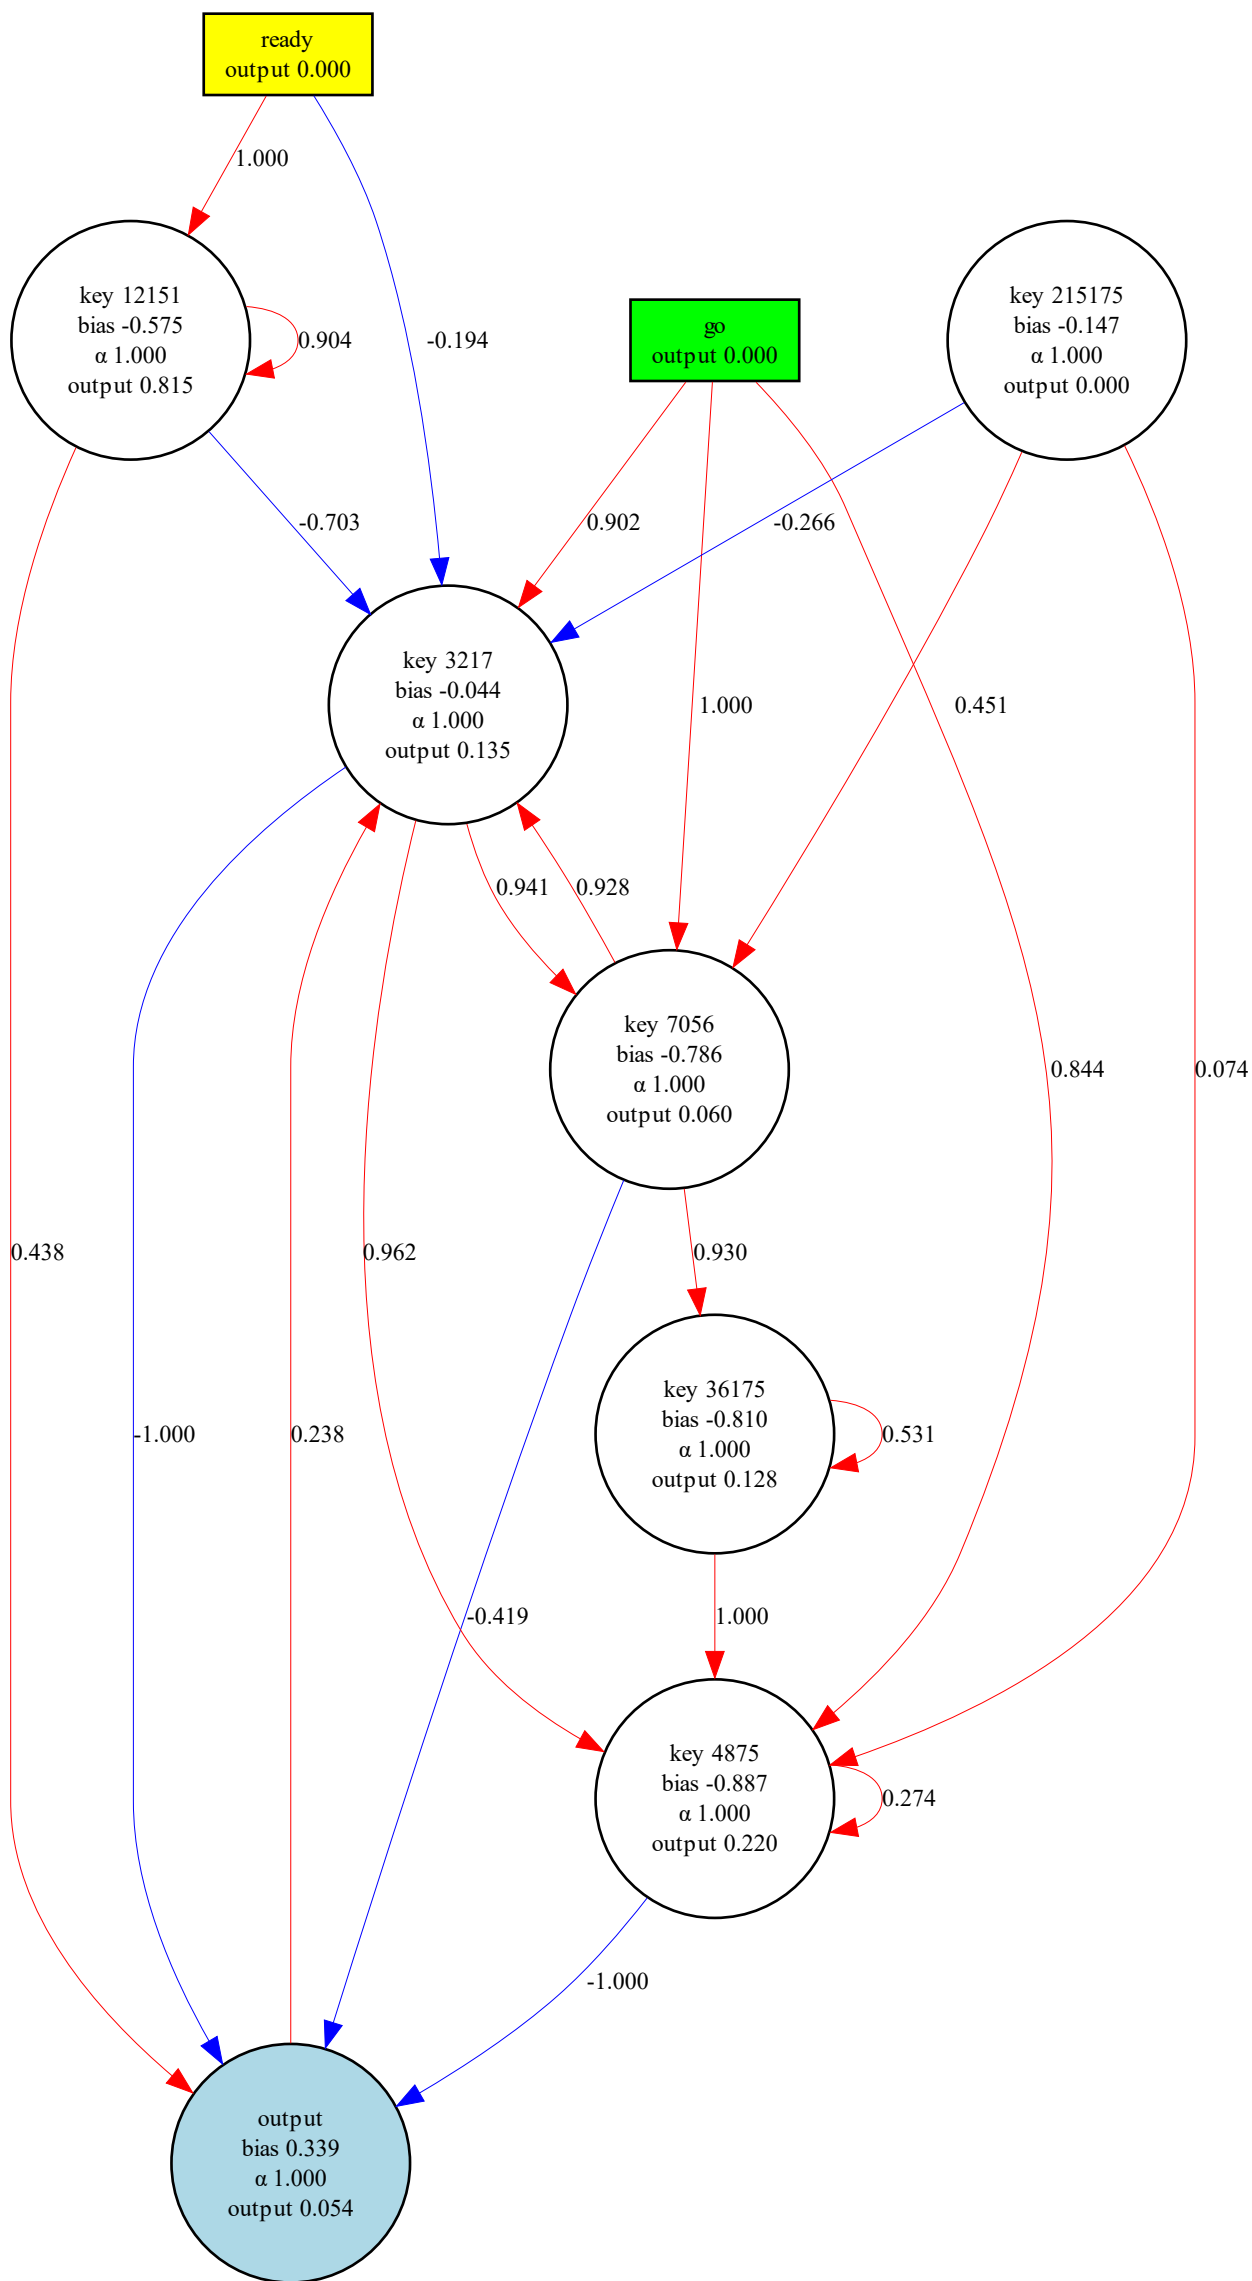 ready
output 0.000
1.000
key 12151
bias -0.575
α 1.000
output 0.815
0.904
-0.194
go
output 0.000
key 215175
bias -0.147
α 1.000
output 0.000
-0.703
0.902
-0.266
key 3217
bias -0.044
α 1.000
output 0.135
1.000
0.451
0.941
0.928
key 7056
bias -0.786
α 1.000
output 0.060
0.844
0.074
0.438
0.962
0.930
key 36175
bias -0.810
α 1.000
output 0.128
0.531
-1.000
0.238
-0.419
1.000
key 4875
bias -0.887
α 1.000
output 0.220
0.274
-1.000
output
bias 0.339
α 1.000
output 0.054